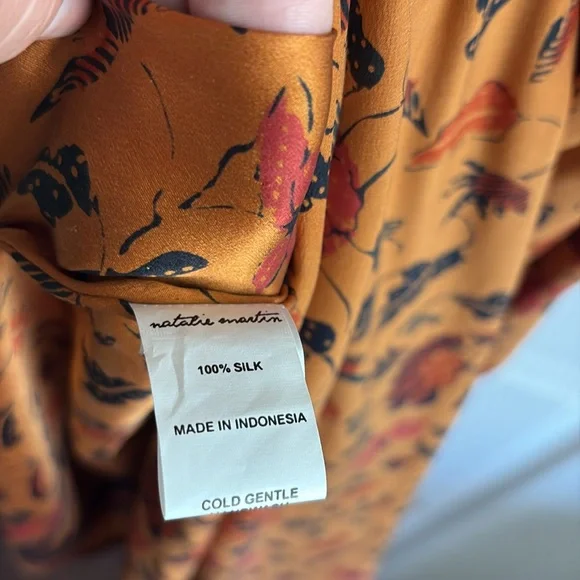 natalie martin
100% SILK
MADE IN INDONESIA
COLD GENTLE